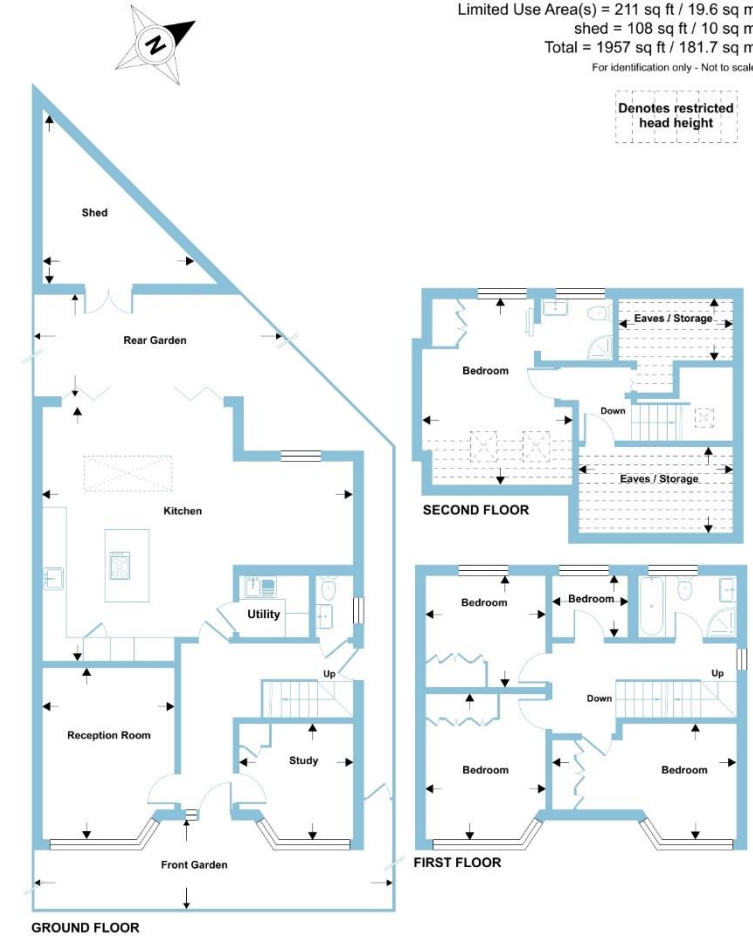 Limited Use Area(s) = 211 sq ft / 19.6 sq m
shed = 108 sq ft / 10 sq m
Total = 1957 sq ft / 181.7 sq m
For identification only - Not to scale
N
Denotes restricted
head height
Shed
Rear Garden
Kitchen
Utility
Up
Reception Room
Study
Front Garden
GROUND FLOOR
Eaves / Storage
Bedroom
Down
Eaves / Storage
SECOND FLOOR
Bedroom
Bedroom
Up
Down
Bedroom
Bedroom
FIRST FLOOR